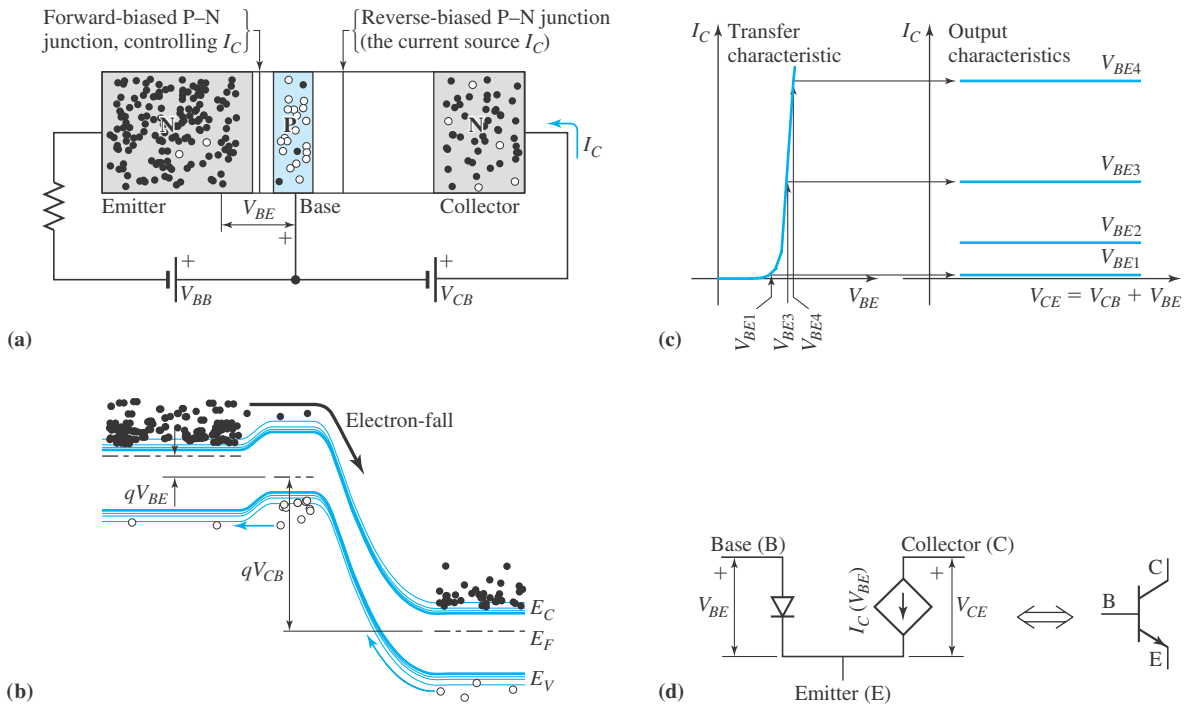 Forward-biased P–N
junction, controlling I_C
Reverse-biased P–N junction
(the current source I_C)
N
P
N
I_C
Emitter
V_BE
Base
Collector
+
+
+
V_BB
V_CB
(a)
I_C
Transfer
characteristic
V_BE
V_BE1
V_BE3
V_BE4
I_C
Output
characteristics
V_BE4
V_BE3
V_BE2
V_BE1
V_CE = V_CB + V_BE
(c)
Electron-fall
qV_BE
qV_CB
E_C
E_F
E_V
(b)
Base (B)
Collector (C)
+
+
V_BE
I_C(V_BE)
V_CE
Emitter (E)
C
B
E
(d)